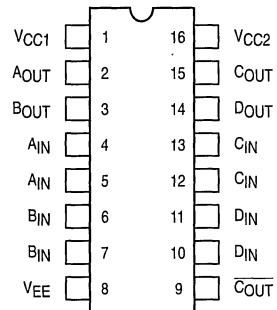 VCC1 1 16 VCC2
AOUT 2 15 COUT
BOUT 3 14 DOUT
AIN 4 13 CIN
AIN 5 12 CIN
BIN 6 11 DIN
BIN 7 10 DIN
VEE 8 9 C̅O̅U̅T̅